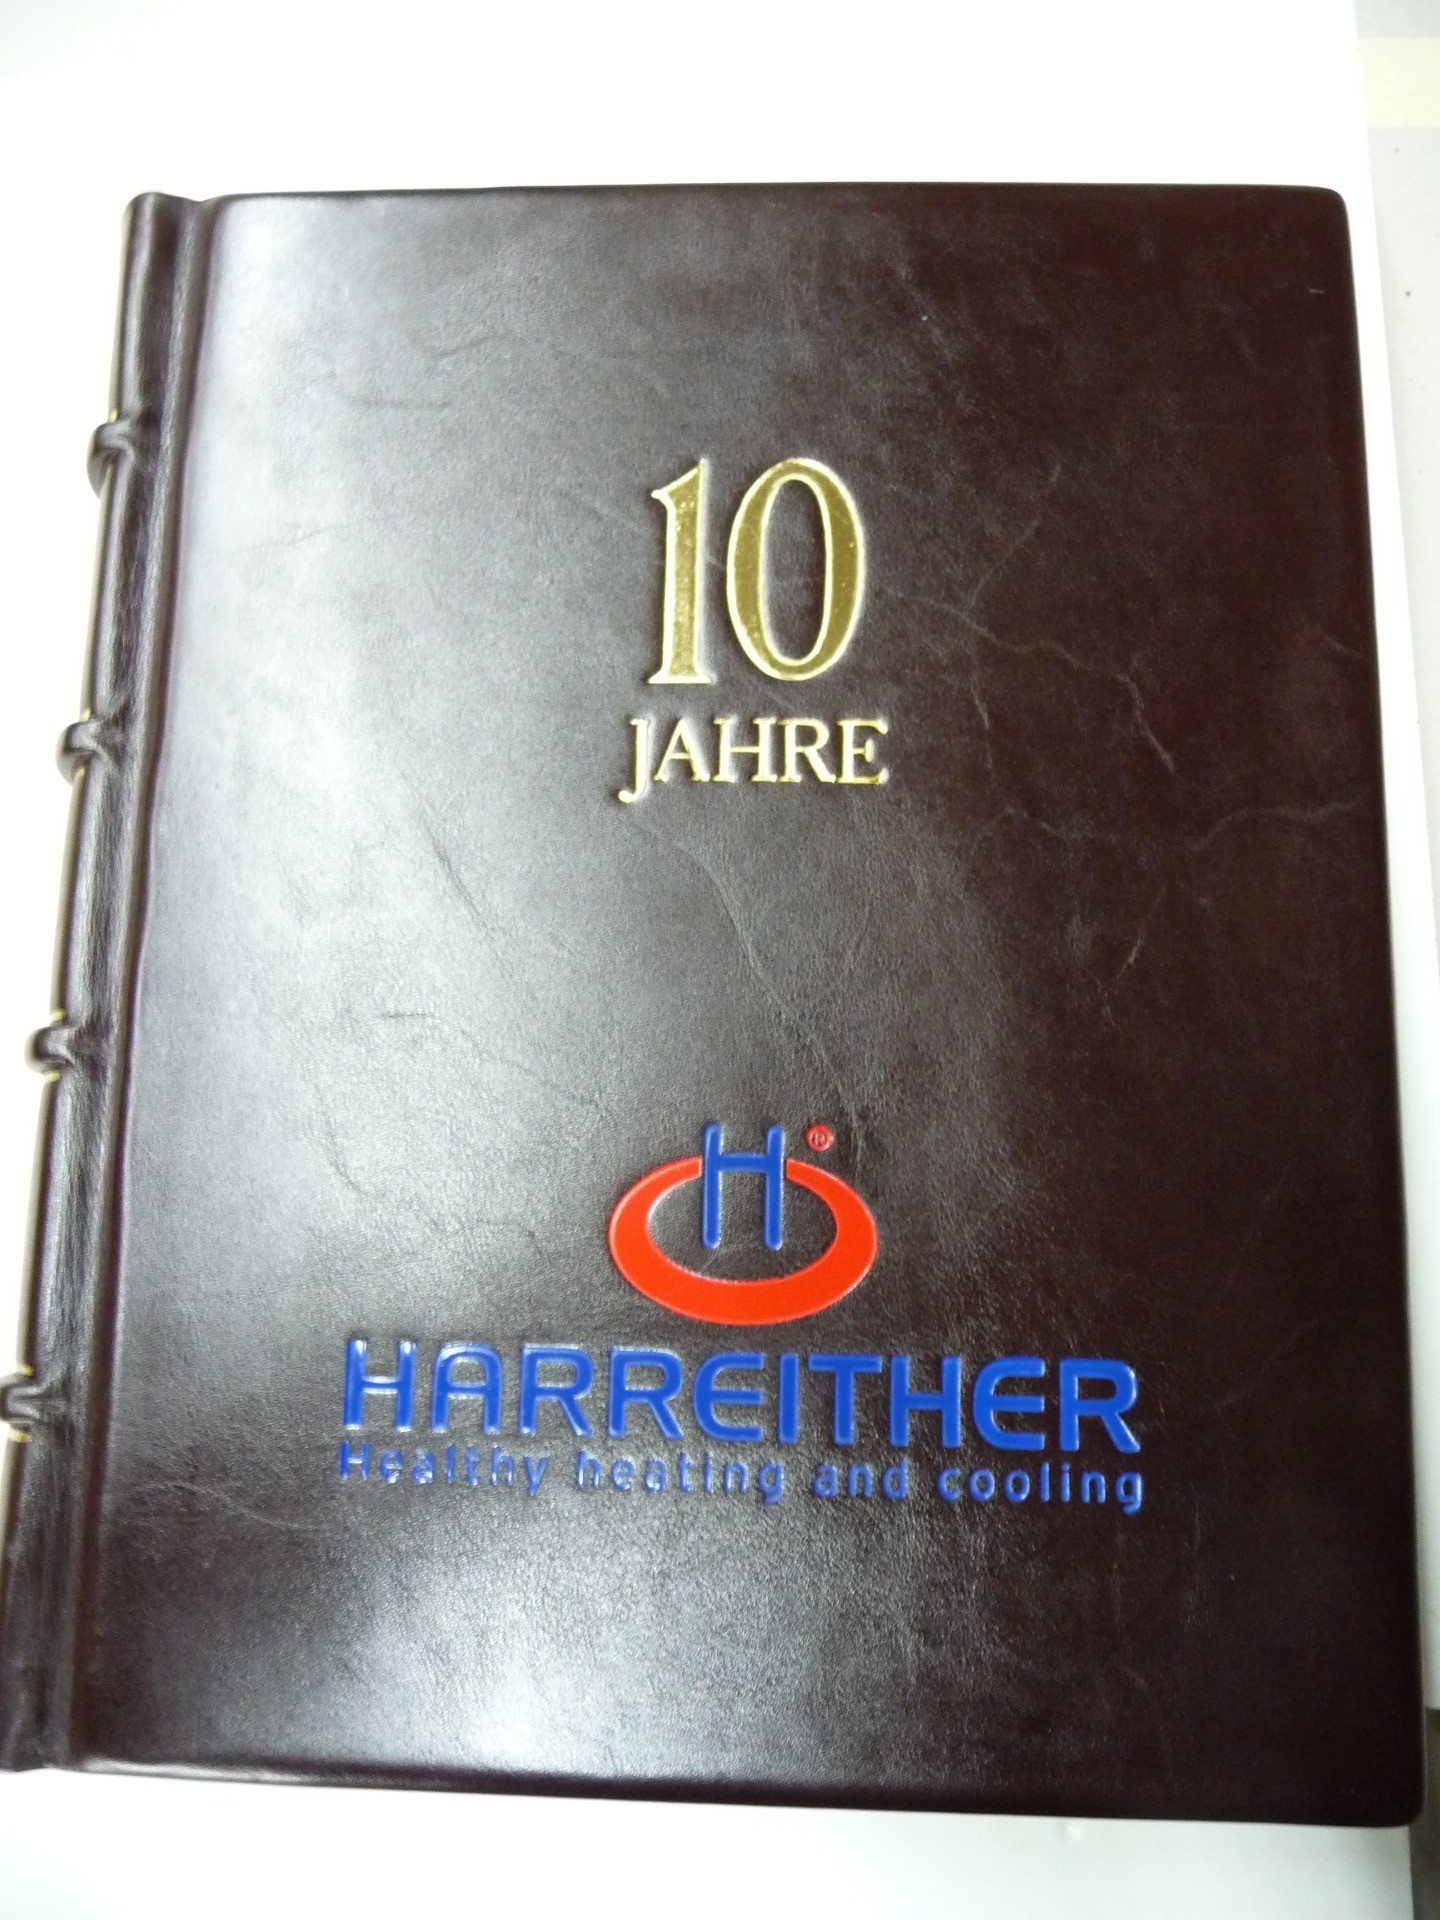 10
JAHRE
H®
HARREITHER
Healthy heating and cooling